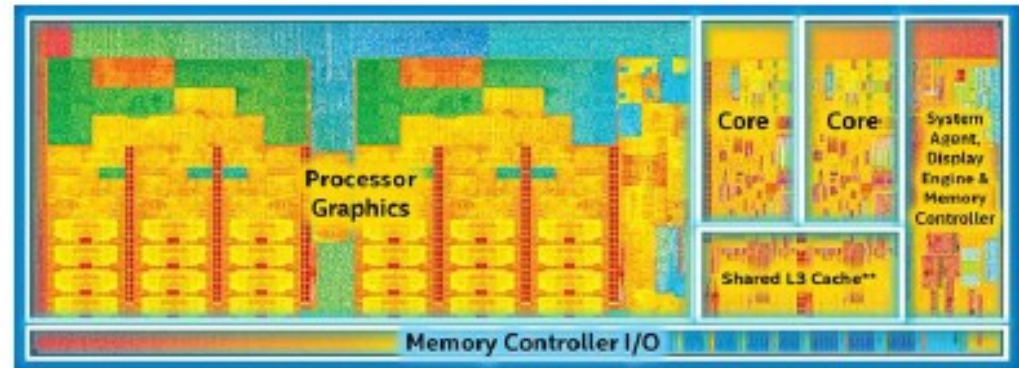 Processor
Graphics
Core
Core
System
Agent,
Display
Engine &
Memory
Controller
Shared L3 Cache**
Memory Controller I/O